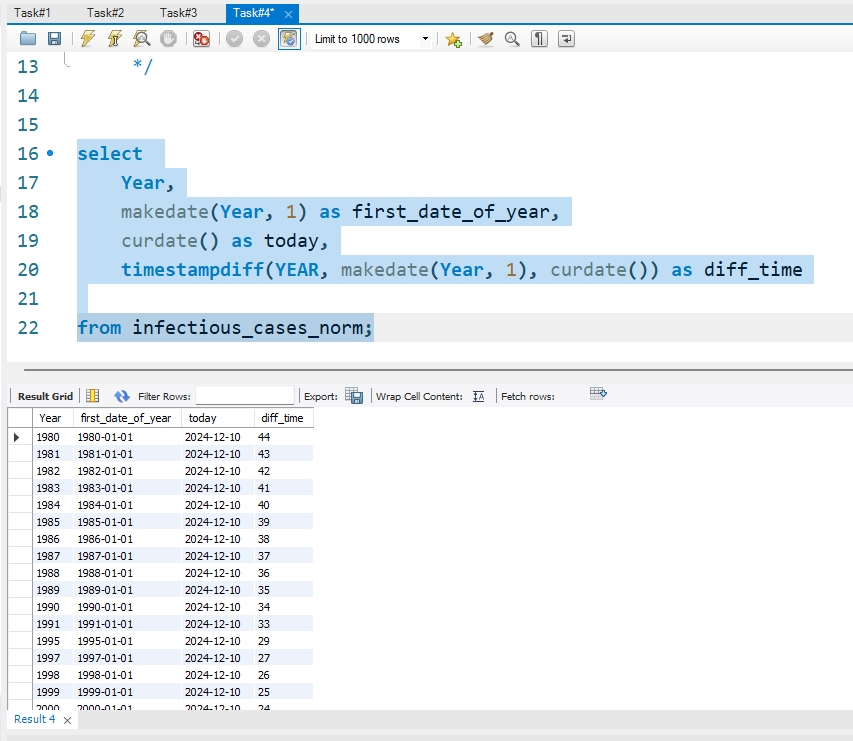 Task#1 Task#2 Task#3 Task#4*
Limit to 1000 rows
13 */
14
15
16 select
17 Year,
18 makedate(Year, 1) as first_date_of_year,
19 curdate() as today,
20 timestampdiff(YEAR, makedate(Year, 1), curdate()) as diff_time
21
22 from infectious_cases_norm;
Result Grid Filter Rows: Export: Wrap Cell Content: Fetch rows:
Year first_date_of_year today diff_time
1980 1980-01-01 2024-12-10 44
1981 1981-01-01 2024-12-10 43
1982 1982-01-01 2024-12-10 42
1983 1983-01-01 2024-12-10 41
1984 1984-01-01 2024-12-10 40
1985 1985-01-01 2024-12-10 39
1986 1986-01-01 2024-12-10 38
1987 1987-01-01 2024-12-10 37
1988 1988-01-01 2024-12-10 36
1989 1989-01-01 2024-12-10 35
1990 1990-01-01 2024-12-10 34
1991 1991-01-01 2024-12-10 33
1995 1995-01-01 2024-12-10 29
1997 1997-01-01 2024-12-10 27
1998 1998-01-01 2024-12-10 26
1999 1999-01-01 2024-12-10 25
2000 2000-01-01 2024-12-10 24
Result 4